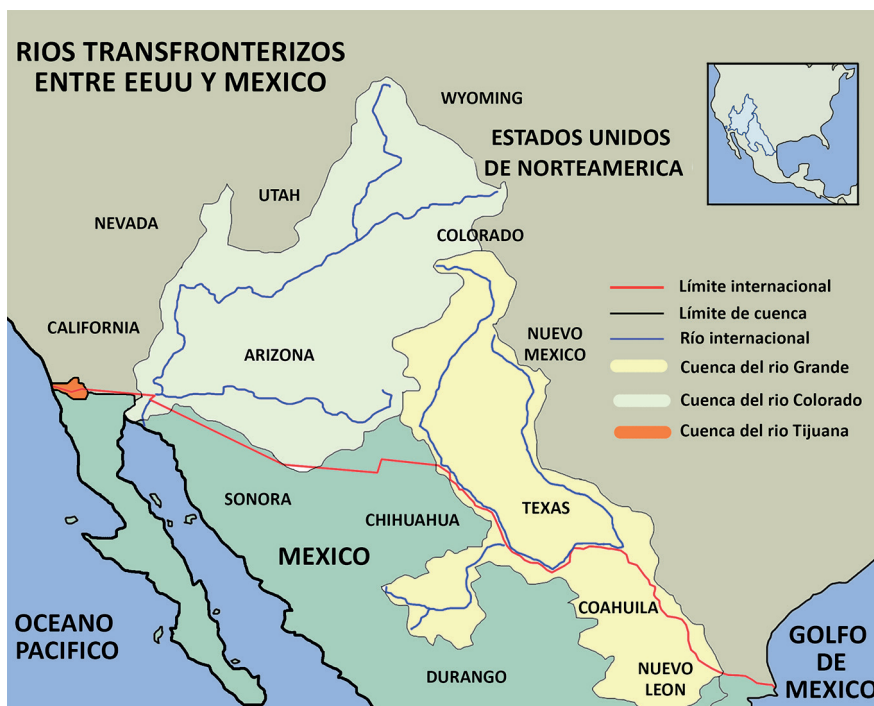 RIOS TRANSFRONTERIZOS
ENTRE EEUU Y MEXICO
WYOMING
ESTADOS UNIDOS
DE NORTEAMERICA
UTAH
NEVADA
COLORADO
CALIFORNIA
ARIZONA
NUEVO
MEXICO
Límite internacional
Límite de cuenca
Río internacional
Cuenca del rio Grande
Cuenca del rio Colorado
Cuenca del rio Tijuana
SONORA
CHIHUAHUA
TEXAS
MEXICO
COAHUILA
OCEANO
PACIFICO
DURANGO
NUEVO
LEON
GOLFO
DE
MEXICO